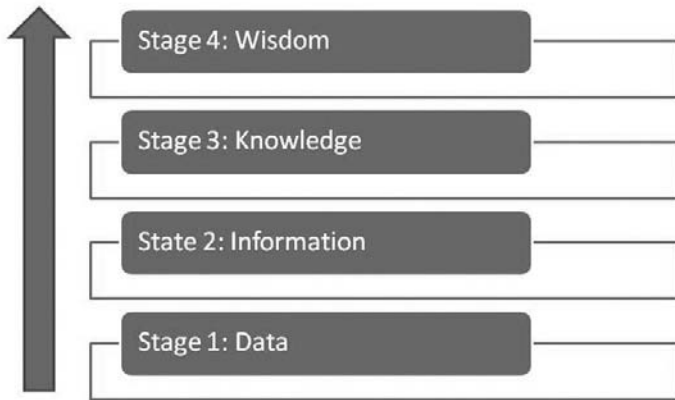 Stage 4: Wisdom
Stage 3: Knowledge
State 2: Information
Stage 1: Data